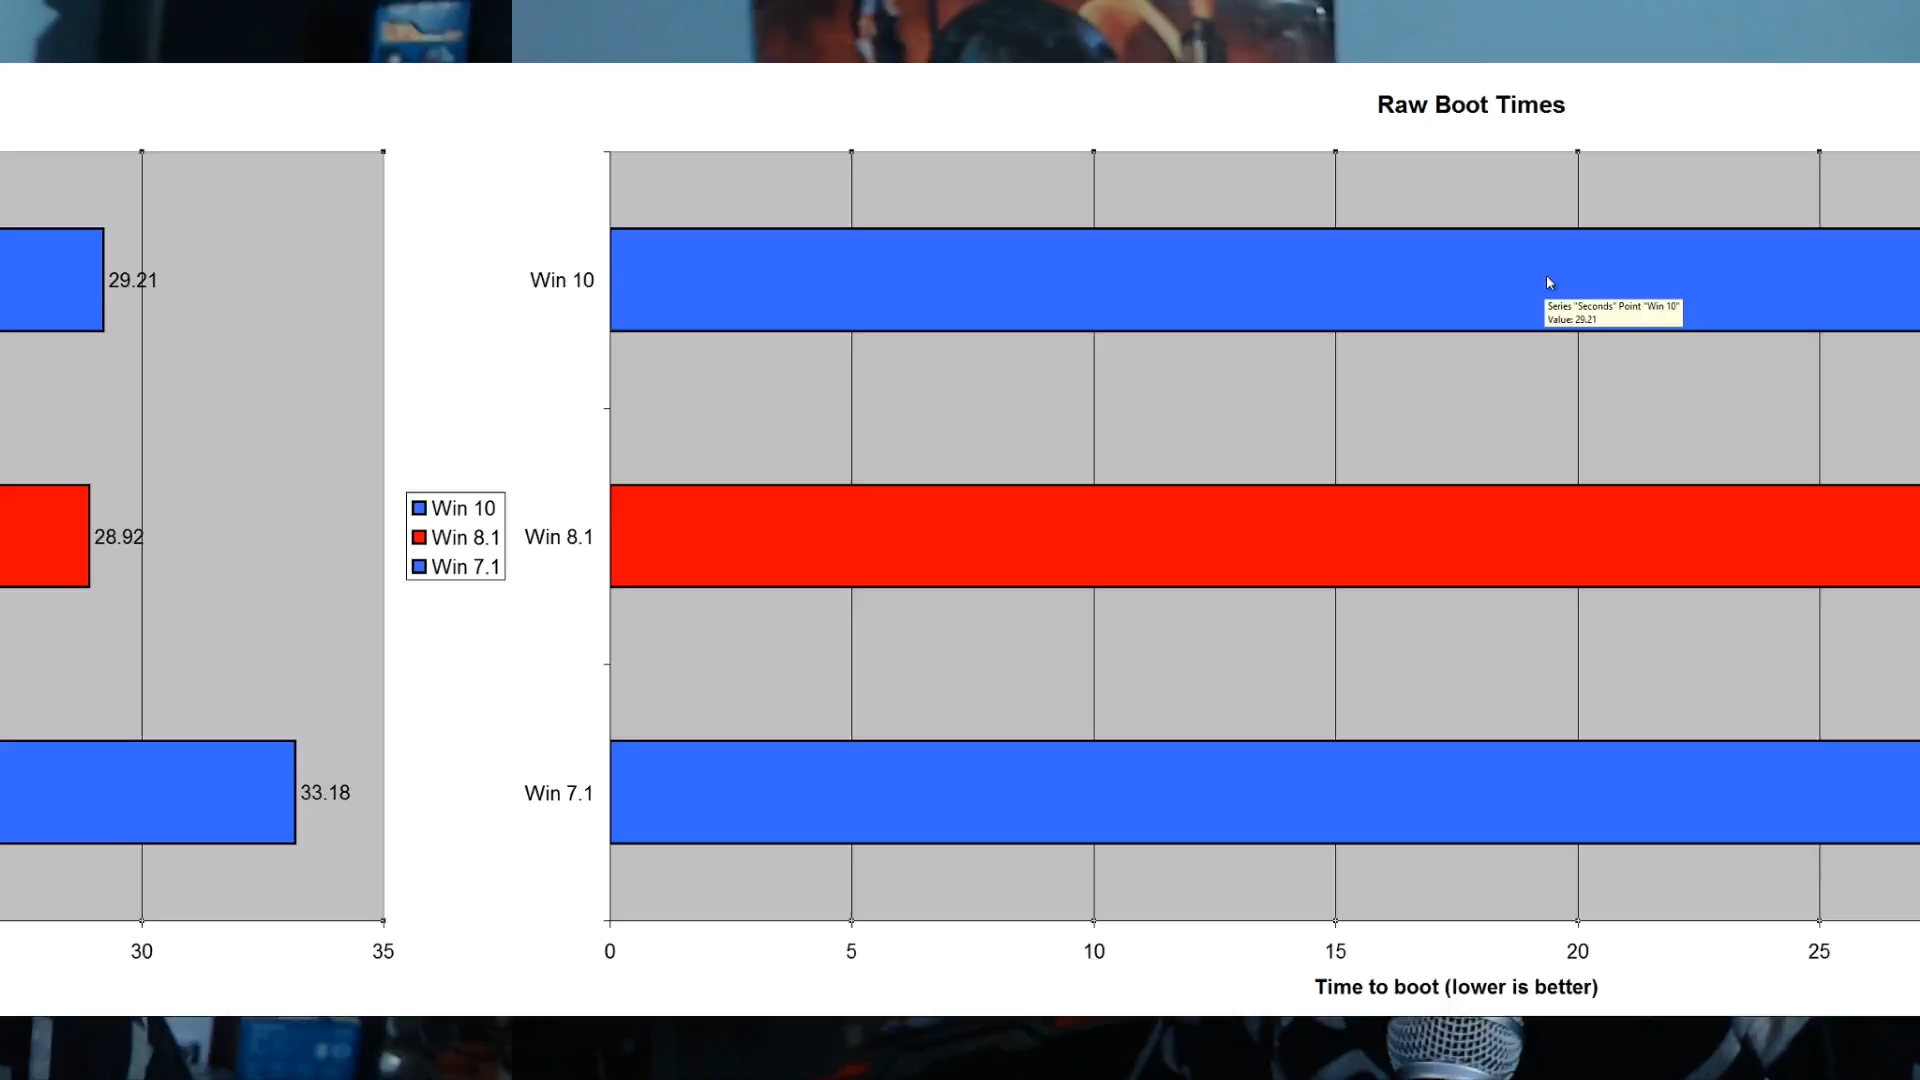 Raw Boot Times
29.21
28.92
33.18
30
35
Win 10
Win 8.1
Win 7.1
Win 10
Win 8.1
Win 7.1
Series "Seconds" Point "Win 10"
Value: 29.21
0
5
10
15
20
25
Time to boot (lower is better)